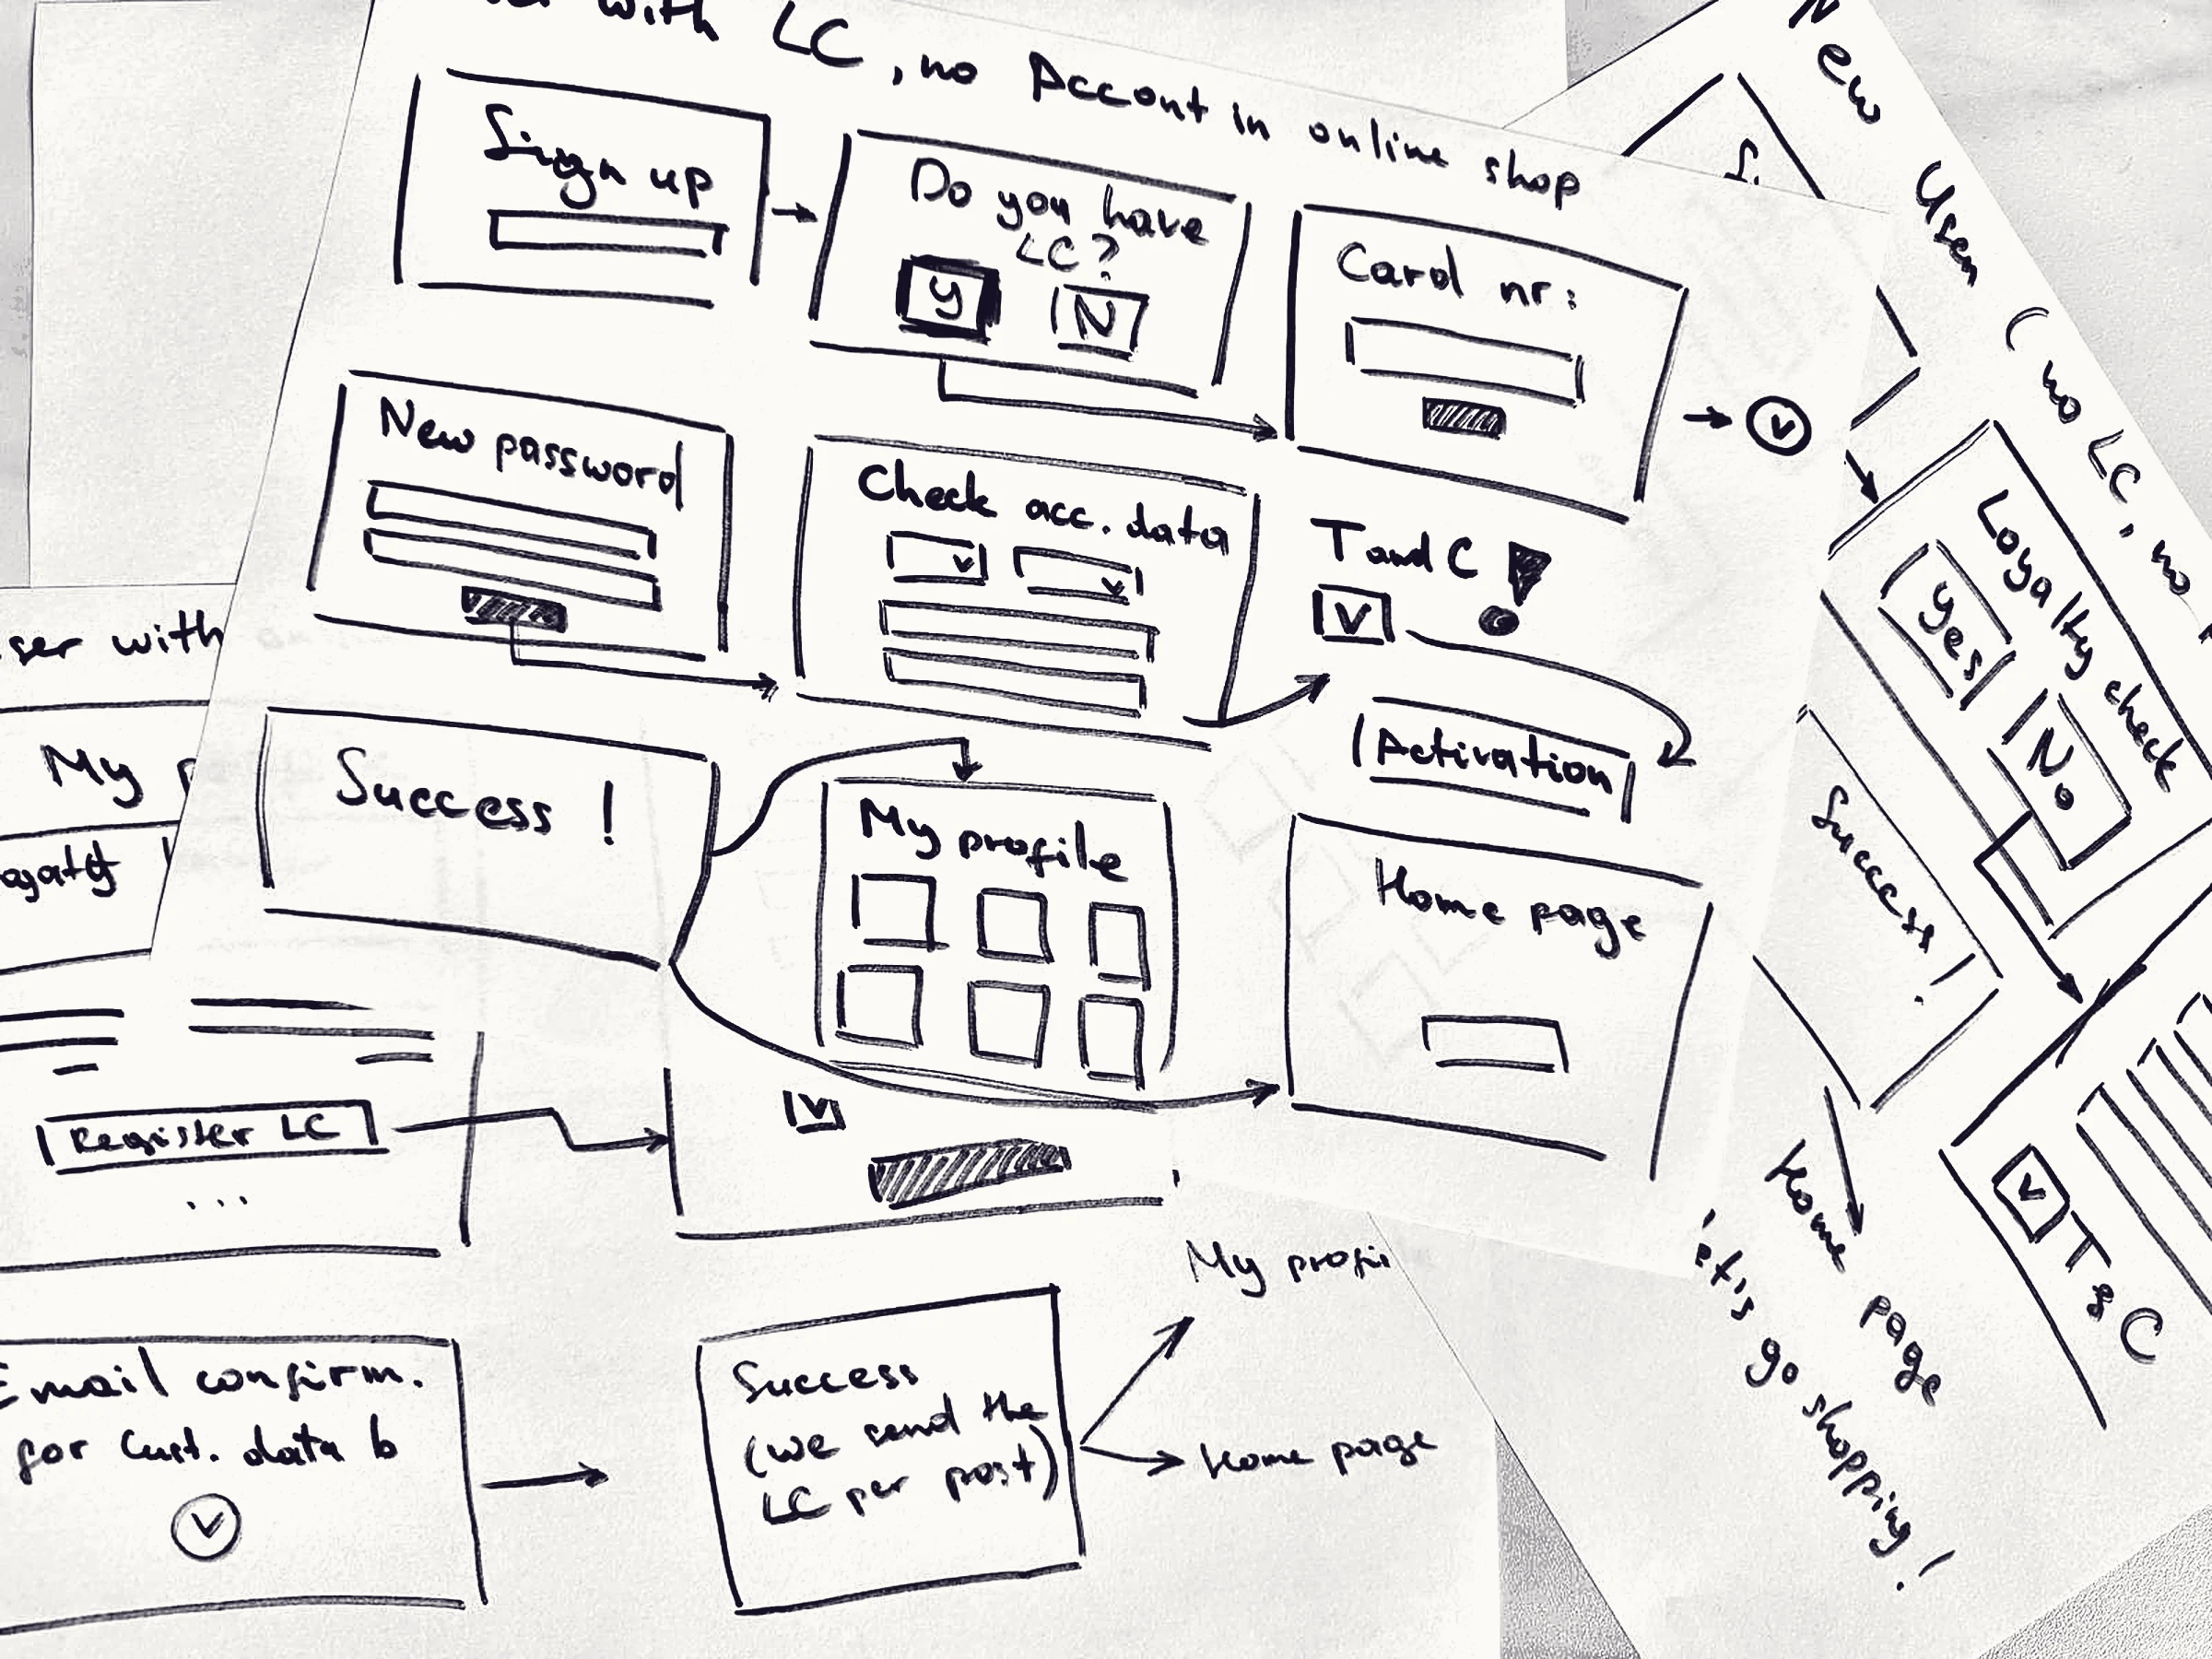 with LC, no Accont in online shop
Sign up
Do you have
LC?
Y N
Card nr:
V
New password
Check acc. data
V V
T and C !
V
Activation
Success !
My profile
Home page
ser with
My p
Register LC
...
V
Email confirm.
for Cust. data b
V
Success
(we send the
LC per post)
My profi
Home page
New User (no LC, no
Loyalty check
Yes No
Success!
V T & C
Home page
et's go shopping!